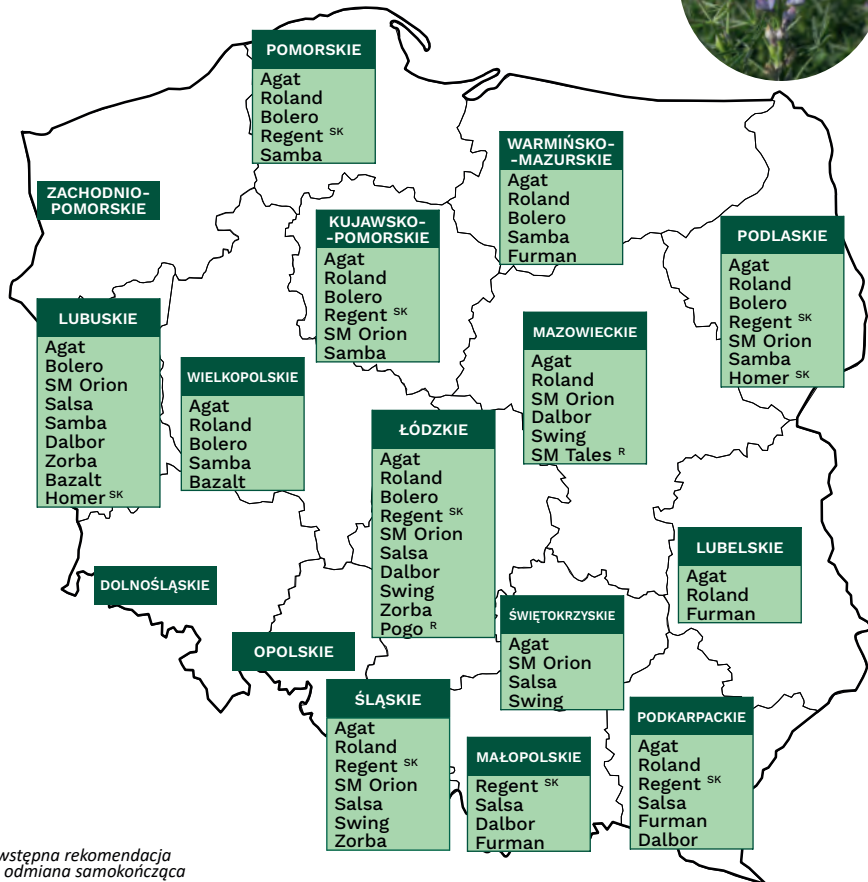 POMORSKIE
Agat
Roland
Bolero
Regent SK
Samba
WARMIŃSKO-
-MAZURSKIE
Agat
Roland
Bolero
Samba
Furman
ZACHODNIO-
POMORSKIE
KUJAWSKO-
-POMORSKIE
Agat
Roland
Bolero
Regent SK
SM Orion
Samba
PODLASKIE
Agat
Roland
Bolero
Regent SK
SM Orion
Samba
Homer SK
LUBUSKIE
Agat
Bolero
SM Orion
Salsa
Samba
Dalbor
Zorba
Bazalt
Homer SK
WIELKOPOLSKIE
Agat
Roland
Bolero
Samba
Bazalt
MAZOWIECKIE
Agat
Roland
SM Orion
Dalbor
Swing
SM Tales R
ŁÓDZKIE
Agat
Roland
Bolero
Regent SK
SM Orion
Salsa
Dalbor
Swing
Zorba
Pogo R
LUBELSKIE
Agat
Roland
Furman
DOLNOŚLĄSKIE
ŚWIĘTOKRZYSKIE
Agat
SM Orion
Salsa
Swing
OPOLSKIE
ŚLĄSKIE
Agat
Roland
Regent SK
SM Orion
Salsa
Swing
Zorba
MAŁOPOLSKIE
Regent SK
Salsa
Dalbor
Furman
PODKARPACKIE
Agat
Roland
Regent SK
Salsa
Furman
Dalbor
wstępna rekomendacja
odmiana samokończąca